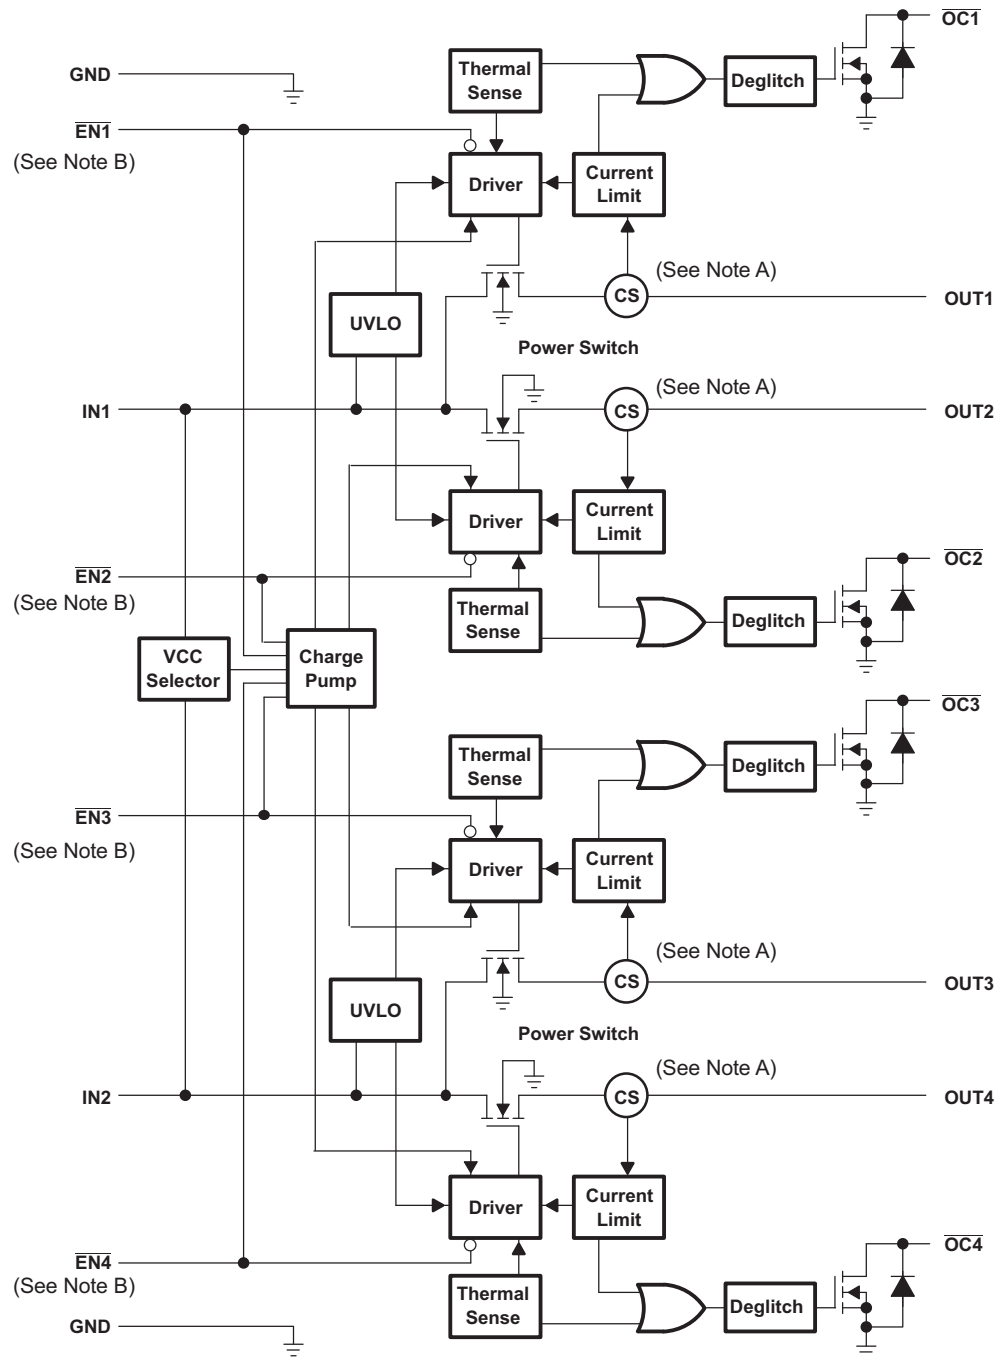 OC1
GND
Thermal
Sense
Deglitch
EN1
(See Note B)
Driver
Current
Limit
(See Note A)
CS
OUT1
UVLO
Power Switch
(See Note A)
IN1
CS
OUT2
Driver
Current
Limit
EN2
(See Note B)
OC2
Thermal
Sense
Deglitch
VCC
Selector
Charge
Pump
OC3
Thermal
Sense
Deglitch
EN3
(See Note B)
Driver
Current
Limit
(See Note A)
CS
OUT3
UVLO
Power Switch
(See Note A)
IN2
CS
OUT4
Driver
Current
Limit
EN4
(See Note B)
OC4
Thermal
Sense
Deglitch
GND